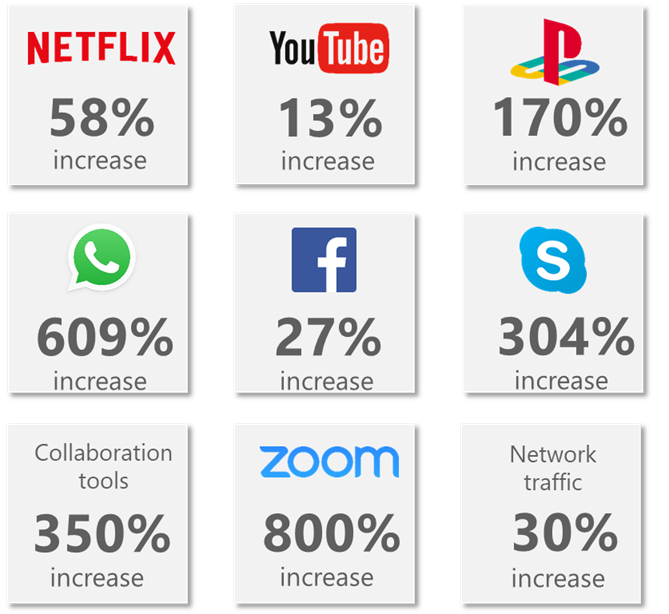 NETFLIX
58%
increase
YouTube
13%
increase
170%
increase
609%
increase
f
27%
increase
S
304%
increase
Collaboration
tools
350%
increase
zoom
800%
increase
Network
traffic
30%
increase